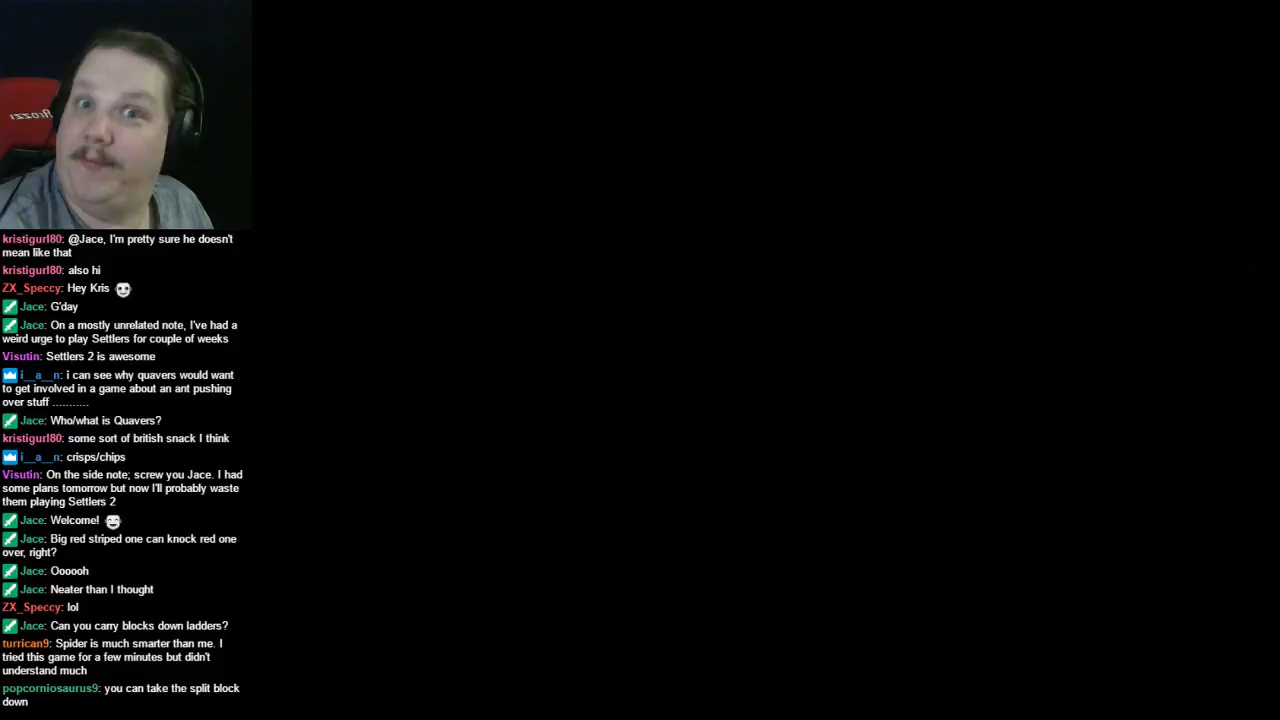 kristigurl80: @Jace, I'm pretty sure he doesn't
mean like that
kristigurl80: also hi
ZX_Speccy: Hey Kris
Jace: G'day
Jace: On a mostly unrelated note, I've had a
weird urge to play Settlers for couple of weeks
Visutin: Settlers 2 is awesome
i__a__n: i can see why quavers would want
to get involved in a game about an ant pushing
over stuff ...........
Jace: Who/what is Quavers?
kristigurl80: some sort of british snack I think
i__a__n: crisps/chips
Visutin: On the side note; screw you Jace. I had
some plans tomorrow but now I'll probably waste
them playing Settlers 2
Jace: Welcome!
Jace: Big red striped one can knock red one
over, right?
Jace: Oooooh
Jace: Neater than I thought
ZX_Speccy: lol
Jace: Can you carry blocks down ladders?
turrican9: Spider is much smarter than me. I
tried this game for a few minutes but didn't
understand much
popcorniosaurus9: you can take the split block
down